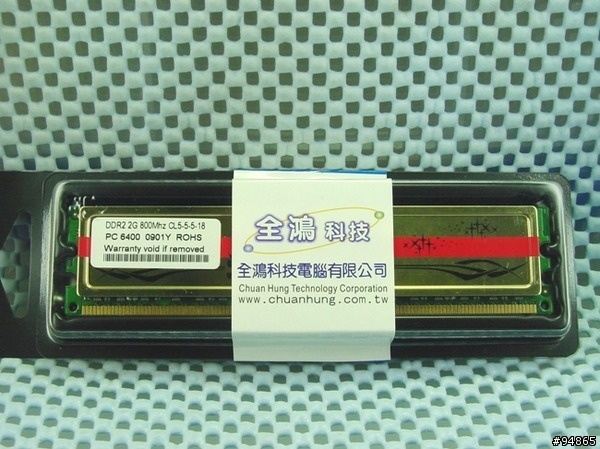 DDR2 2G 800Mhz CL5-5-5-18
PC 6400 0901Y ROHS
Warranty void if removed
全鴻科技
全鴻科技電腦有限公司
Chuan Hung Technology Corporation
www.chuanhung.com.tw
#94865